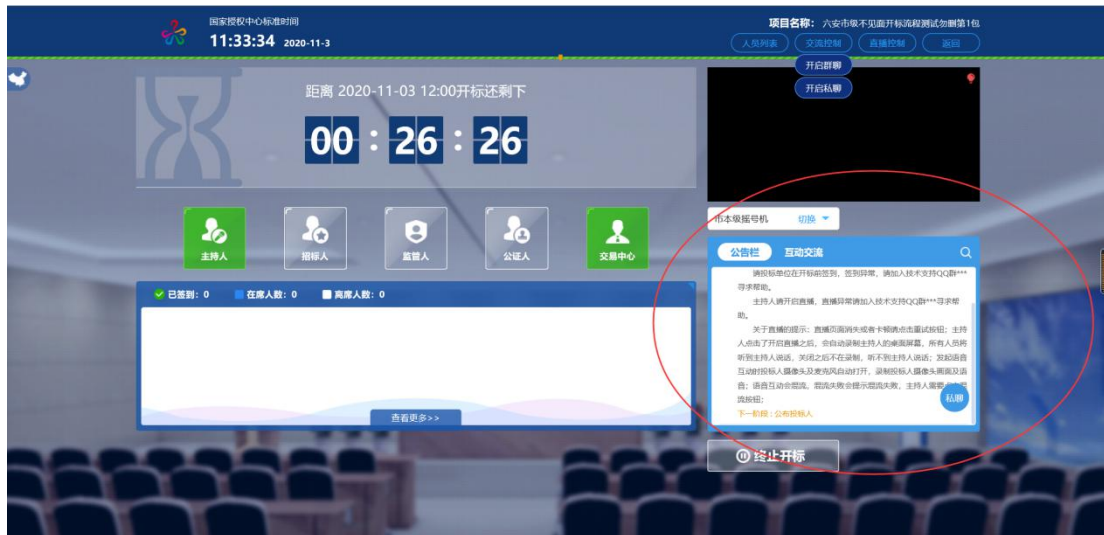 国家授权中心标准时间
11:33:34 2020-11-3
项目名称： 六安市级不见面开标流程测试勿删第1包
人员列表 交流控制 直播控制 返回
开启群聊
开启私聊
距离 2020-11-03 12:00开标还剩下
00 : 26 : 26
主持人 招标人 监管人 公证人 交易中心
已签到: 0 在席人数: 0 离席人数: 0
查看更多>>
市本级摇号机 切换
公告栏 互动交流
请投标单位在开标前签到，签到异常，请加入技术支持QQ群***
寻求帮助。
主持人请开启直播，直播异常请加入技术支持QQ群***寻求帮
助。
关于直播的提示：直播页面消失或者卡顿请点击重试按钮；主持
人点击了开启直播之后，会自动录制主持人的桌面屏幕，所有人员将
听到主持人说话，关闭之后不在录制，听不到主持人说话；发起语音
互动时投标人摄像头及麦克风自动打开，录制投标人摄像头画面及语
音；语音互动会混流，混流失败会提示混流失败，主持人需要
流按钮；
下一阶段：公布投标人
私聊
终止开标